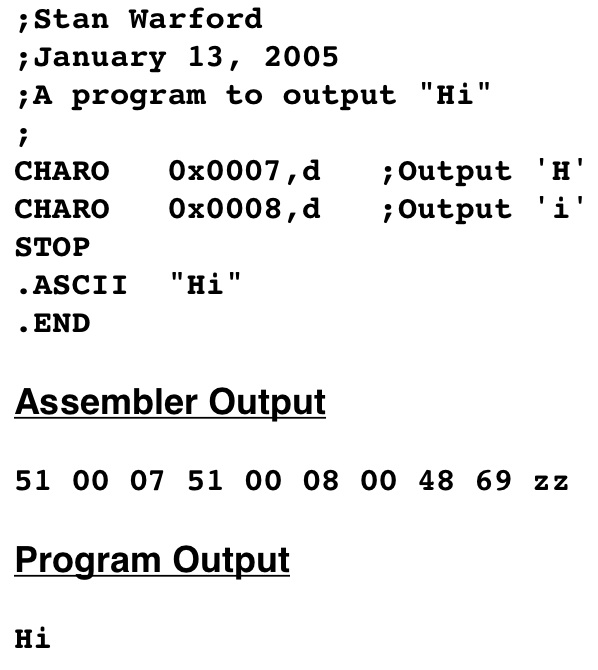 ;Stan Warford
;January 13, 2005
;A program to output "Hi"
;
CHARO   0x0007,d   ;Output 'H'
CHARO   0x0008,d   ;Output 'i'
STOP
.ASCII  "Hi"
.END
Assembler Output
51 00 07 51 00 08 00 48 69 zz
Program Output
Hi